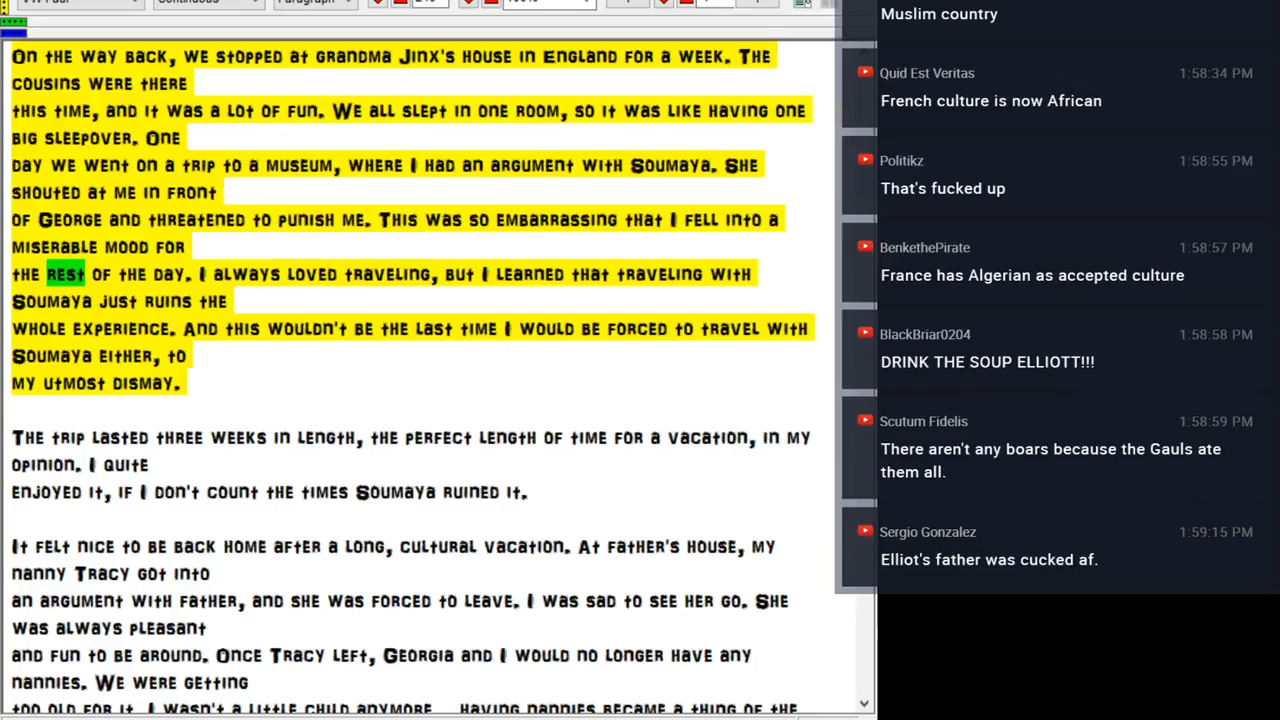 On the way back, we stopped at grandma Jinx's house in England for a week. The
cousins were there
this time, and it was a lot of fun. We all slept in one room, so it was like having one
big sleepover. One
day we went on a trip to a museum, where I had an argument with Soumaya. She
shouted at me in front
of George and threatened to punish me. This was so embarrassing that I fell into a
miserable mood for
the rest of the day. I always loved traveling, but I learned that traveling with
Soumaya just ruins the
whole experience. And this wouldn't be the last time I would be forced to travel with
Soumaya either, to
my utmost dismay.
The trip lasted three weeks in length, the perfect length of time for a vacation, in my
opinion. I quite
enjoyed it, if I don't count the times Soumaya ruined it.
It felt nice to be back home after a long, cultural vacation. At father's house, my
nanny Tracy got into
an argument with father, and she was forced to leave. I was sad to see her go. She
was always pleasant
and fun to be around. Once Tracy left, Georgia and I would no longer have any
nannies. We were getting
too old for it. I wasn't a little child anymore... Having nannies became a thing of the
Muslim country
Quid Est Veritas 1:58:34 PM
French culture is now African
Politikz 1:58:55 PM
That's fucked up
BenkethePirate 1:58:57 PM
France has Algerian as accepted culture
BlackBriar0204 1:58:58 PM
DRINK THE SOUP ELLIOTT!!!
Scutum Fidelis 1:58:59 PM
There aren't any boars because the Gauls ate
them all.
Sergio Gonzalez 1:59:15 PM
Elliot's father was cucked af.